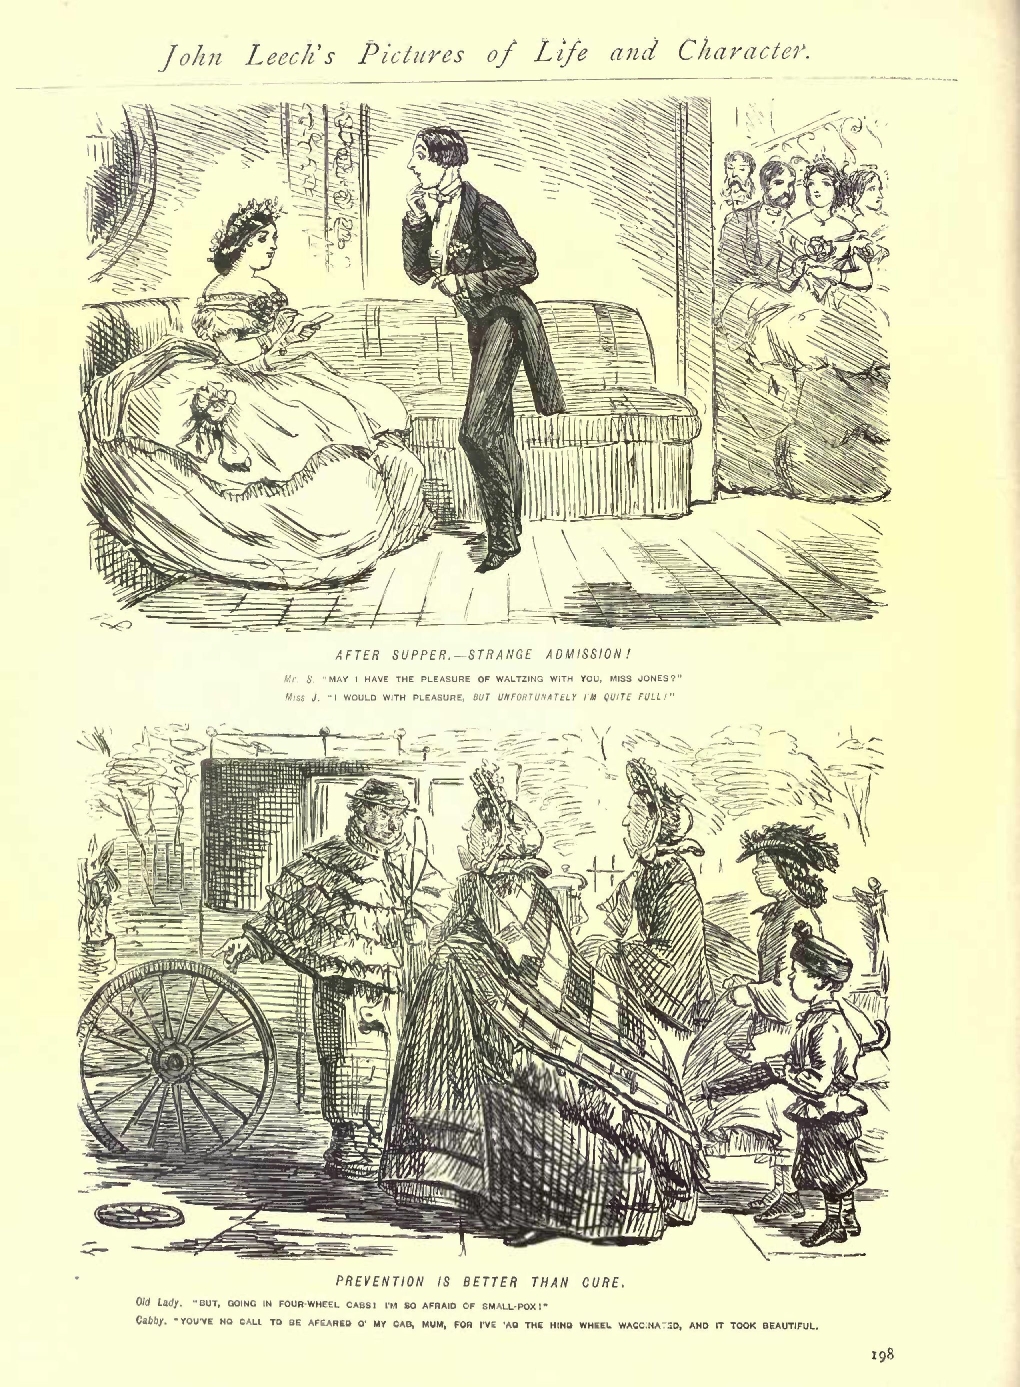 John Leech's Pictures of Life and Character.
AFTER SUPPER.—STRANGE ADMISSION!
Mr. S. "MAY I HAVE THE PLEASURE OF WALTZING WITH YOU, MISS JONES?"
Miss J. "I WOULD WITH PLEASURE, BUT UNFORTUNATELY I'M QUITE FULL!"
PREVENTION IS BETTER THAN CURE.
Old Lady. "BUT, GOING IN FOUR-WHEEL CABS! I'M SO AFRAID OF SMALL-POX!"
Cabby. "YOU'VE NO CALL TO BE AFEARED O' MY CAB, MUM, FOR I'VE 'AD THE HIND WHEEL WACCINATED, AND IT TOOK BEAUTIFUL.
198